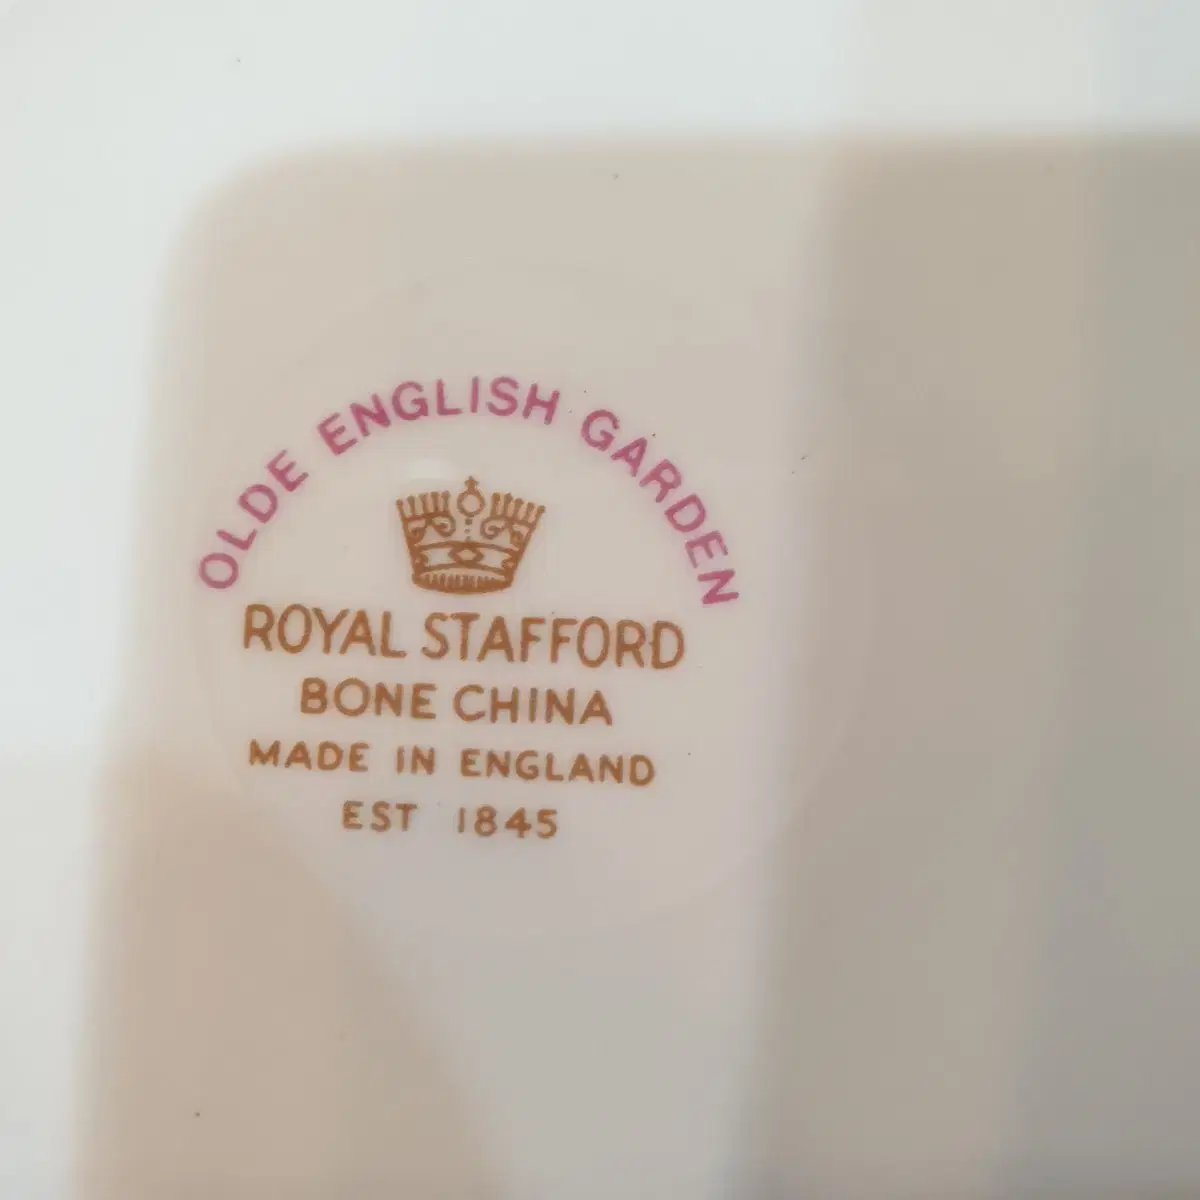 OLDE ENGLISH GARDEN
ROYAL STAFFORD
BONE CHINA
MADE IN ENGLAND
EST 1845